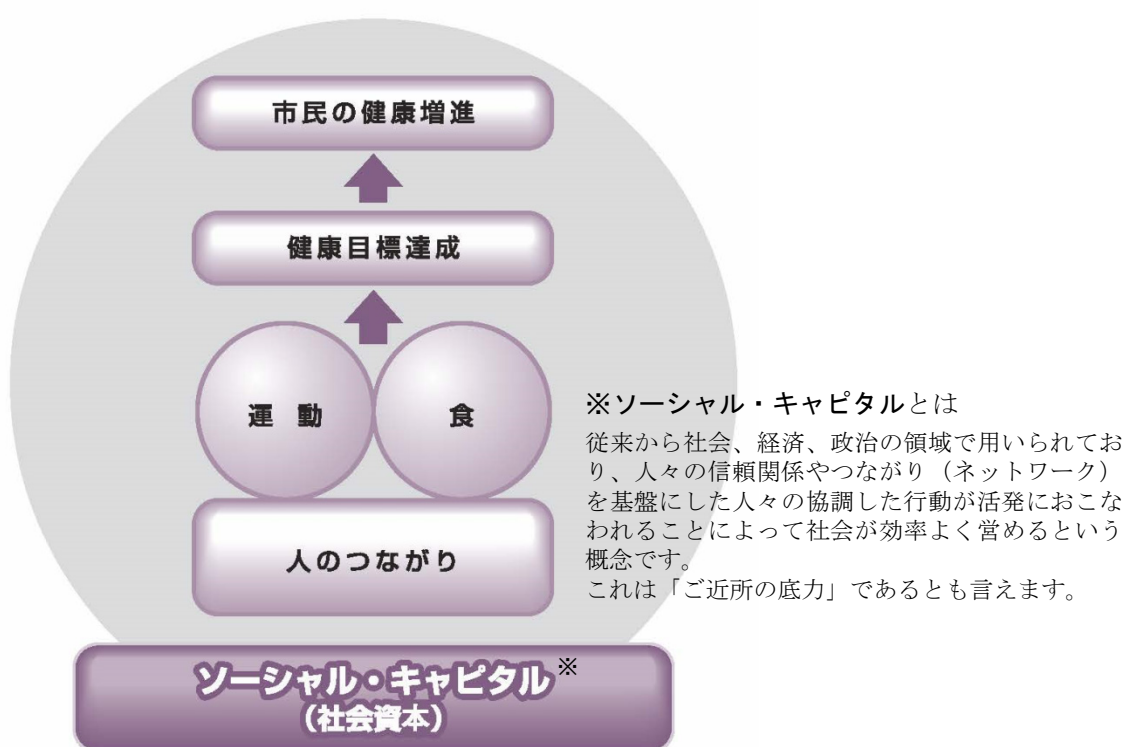 市民の健康増進
健康目標達成
運動
食
人のつながり
ソーシャル・キャピタル※
(社会資本)
※ソーシャル・キャピタルとは
従来から社会、経済、政治の領域で用いられてお
り、人々の信頼関係やつながり（ネットワーク）
を基盤にした人々の協調した行動が活発におこな
われることによって社会が効率よく営めるという
概念です。
これは「ご近所の底力」であるとも言えます。